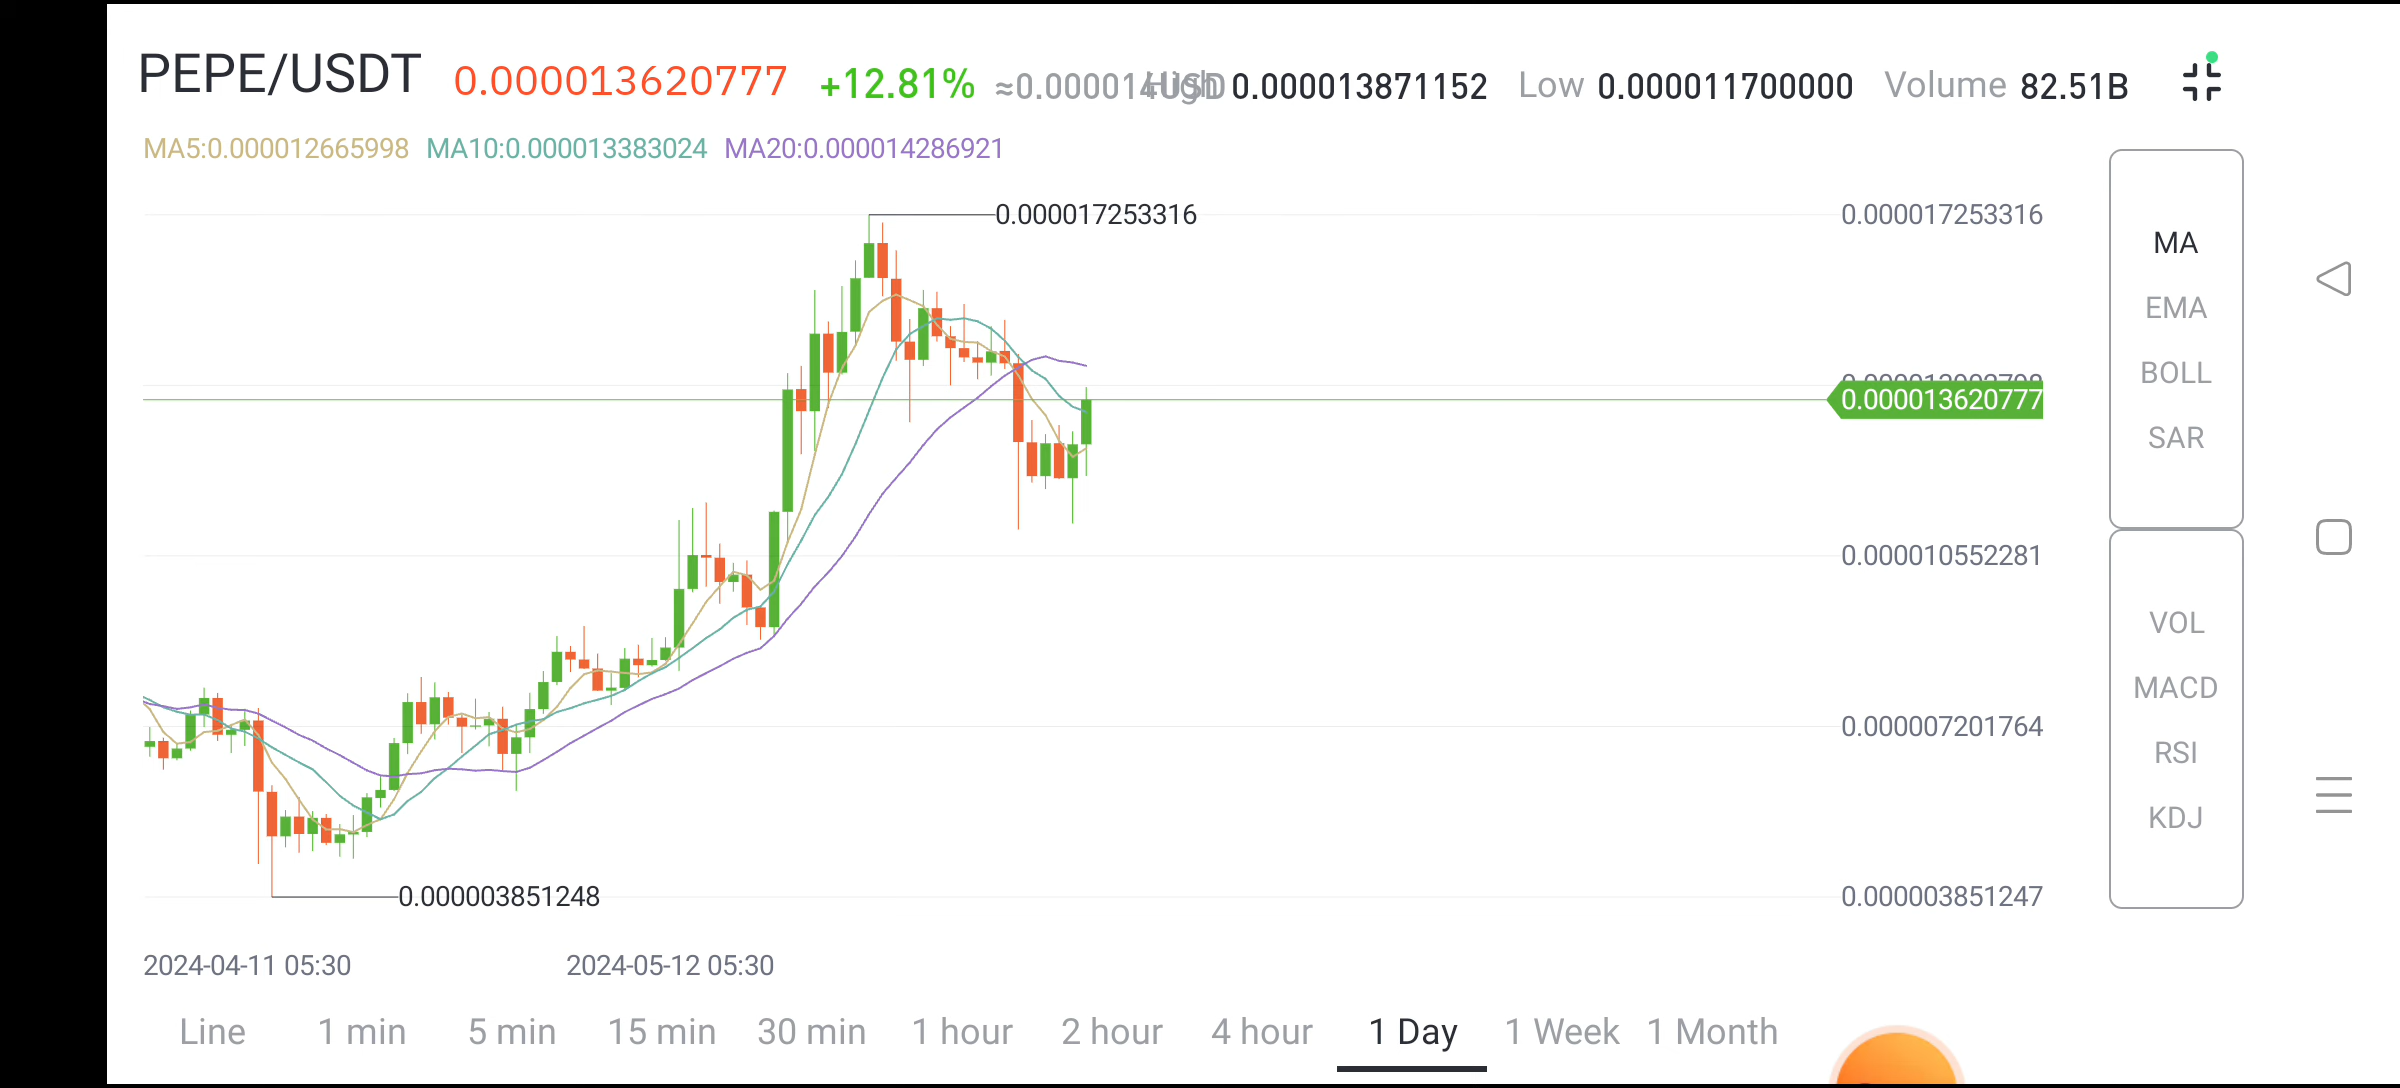 PEPE/USDT 0.000013620777 +12.81% ≈0.000014USD High 0.000013871152 Low 0.000011700000 Volume 82.51B
MA5:0.000012665998 MA10:0.000013383024 MA20:0.000014286921
0.000017253316 0.000017253316
MA
EMA
BOLL
0.000013620777
SAR
0.000010552281
VOL
MACD
0.000007201764
RSI
KDJ
0.000003851248 0.000003851247
2024-04-11 05:30 2024-05-12 05:30
Line 1 min 5 min 15 min 30 min 1 hour 2 hour 4 hour 1 Day 1 Week 1 Month